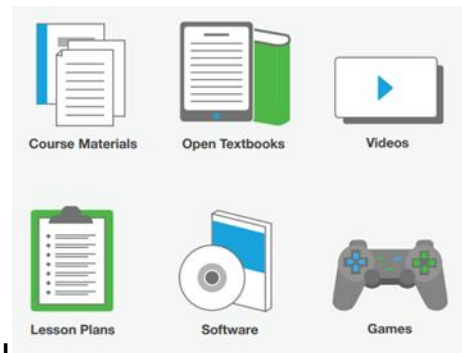 Course Materials
Open Textbooks
Videos
Lesson Plans
Software
Games